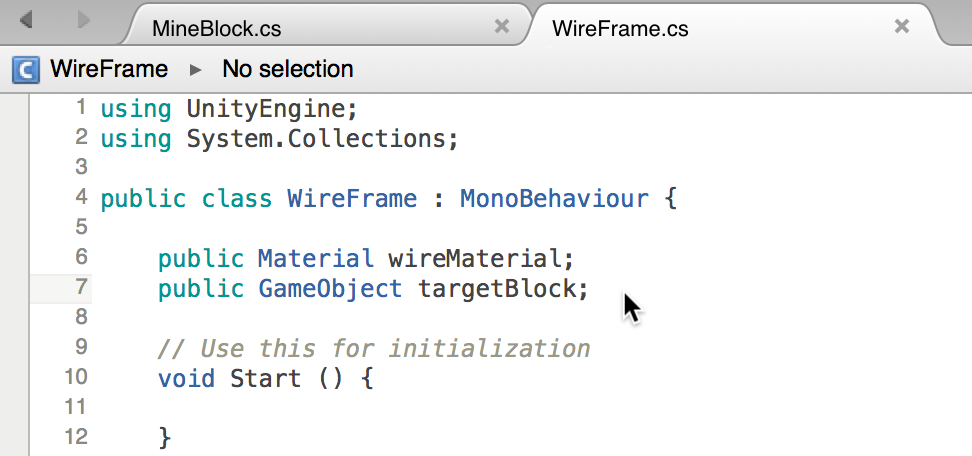 MineBlock.cs
WireFrame.cs
C WireFrame ▸ No selection
1 using UnityEngine;
2 using System.Collections;
3
4 public class WireFrame : MonoBehaviour {
5
6     public Material wireMaterial;
7     public GameObject targetBlock;
8
9     // Use this for initialization
10     void Start () {
11
12     }